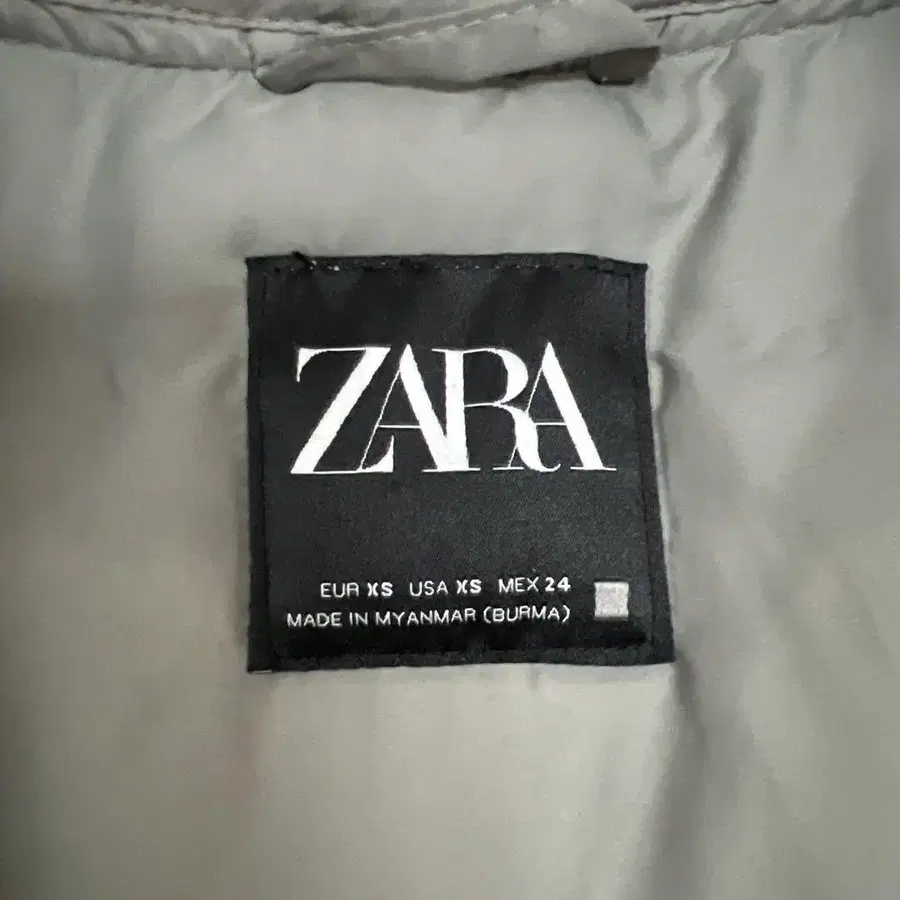 ZARA
EUR XS USA XS MEX 24
MADE IN MYANMAR (BURMA)